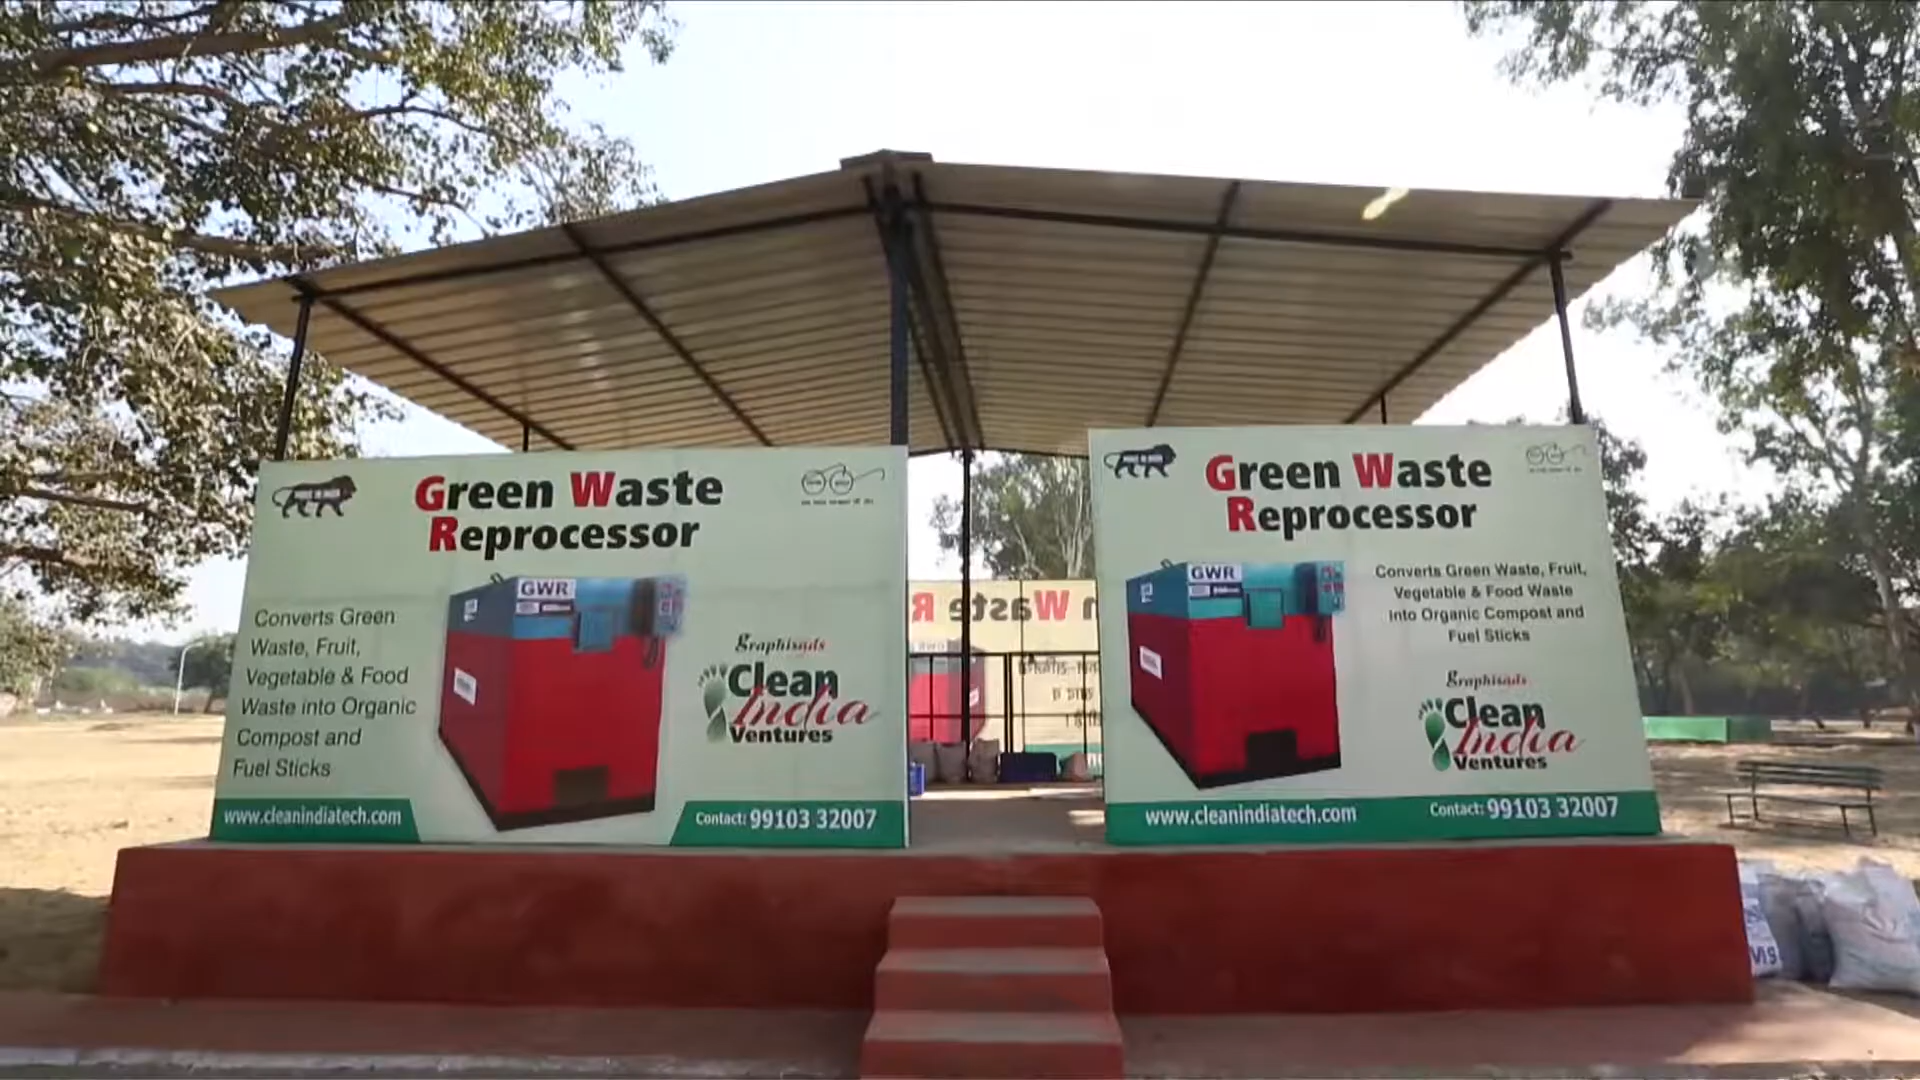 Green Waste
Reprocessor
GWR
Converts Green
Waste, Fruit,
Vegetable & Food
Waste into Organic
Compost and
Fuel Sticks
Graphisads
Clean
India
Ventures
www.cleanindiatech.com
Contact: 99103 32007
Green Waste
Reprocessor
GWR
Converts Green Waste, Fruit,
Vegetable & Food Waste
into Organic Compost and
Fuel Sticks
Graphisads
Clean
India
Ventures
www.cleanindiatech.com
Contact: 99103 32007
n Waste R